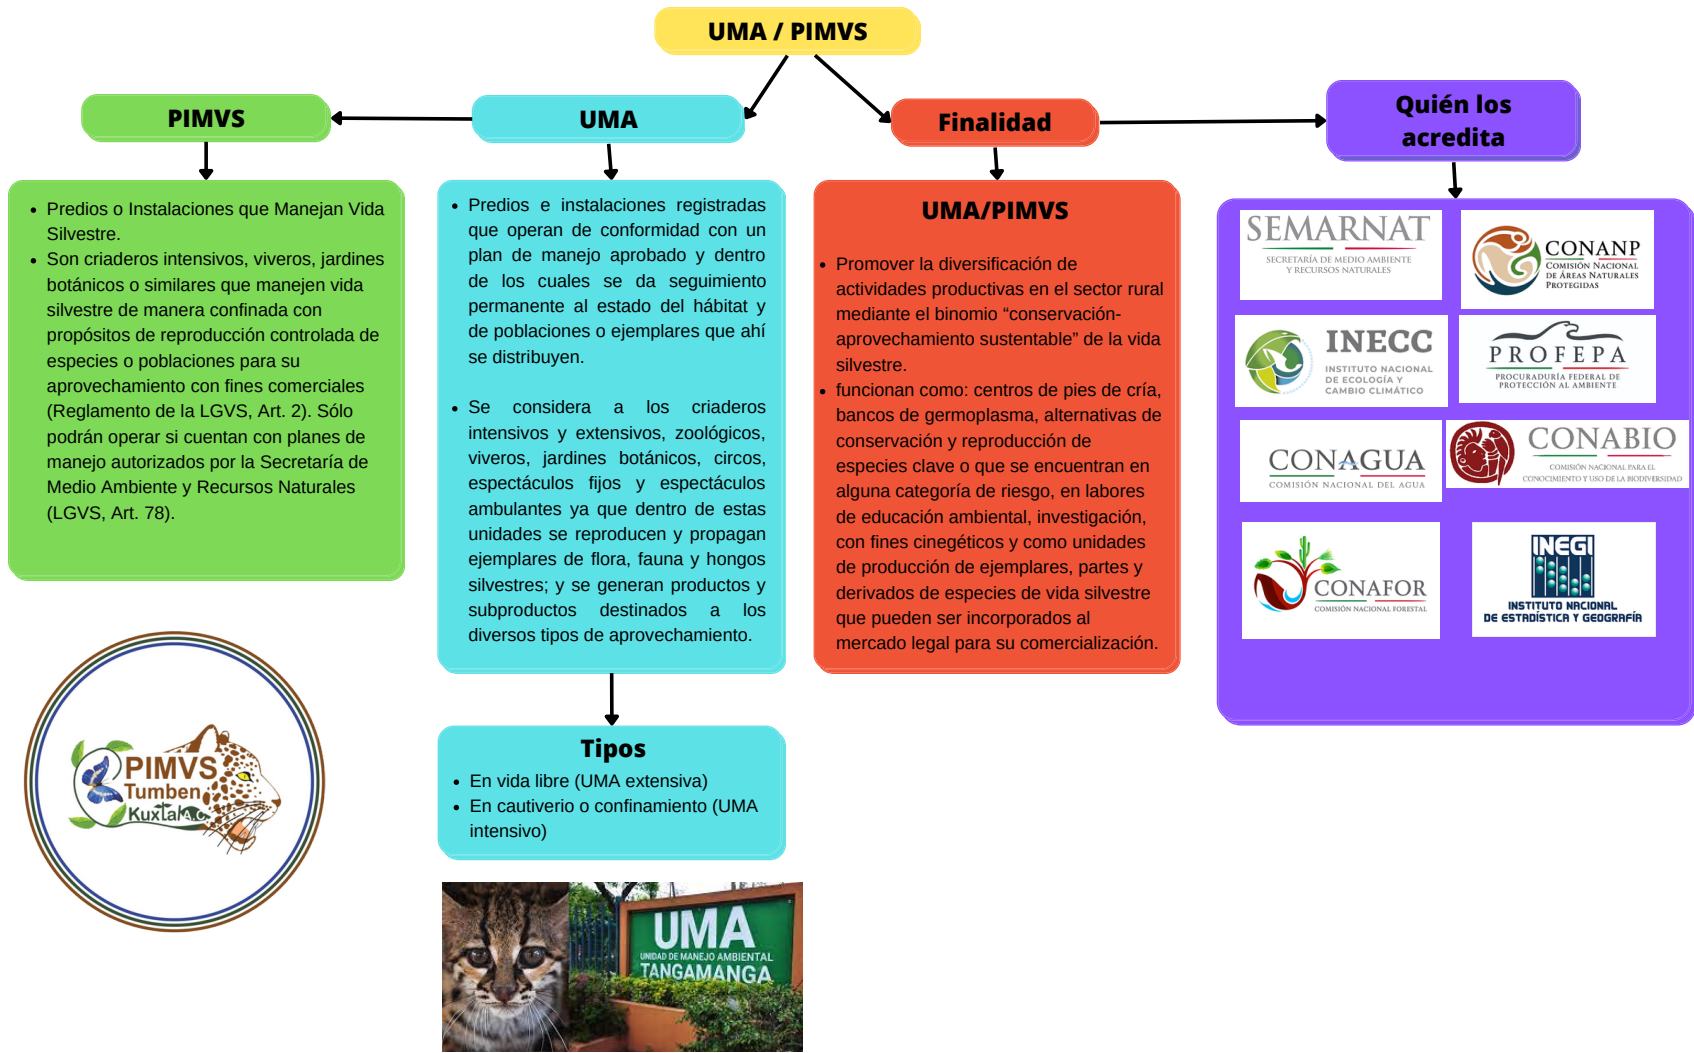 UMA / PIMVS
PIMVS
UMA
Finalidad
Quién los
acredita
Predios o Instalaciones que Manejan Vida
Silvestre.
Son criaderos intensivos, viveros, jardines
botánicos o similares que manejen vida
silvestre de manera confinada con
propósitos de reproducción controlada de
especies o poblaciones para su
aprovechamiento con fines comerciales
(Reglamento de la LGVS, Art. 2). Sólo
podrán operar si cuentan con planes de
manejo autorizados por la Secretaría de
Medio Ambiente y Recursos Naturales
(LGVS, Art. 78).
PIMVS
Tumben
Kuxtal A.C
Predios e instalaciones registradas
que operan de conformidad con un
plan de manejo aprobado y dentro
de los cuales se da seguimiento
permanente al estado del hábitat y
de poblaciones o ejemplares que ahí
se distribuyen.
Se considera a los criaderos
intensivos y extensivos, zoológicos,
viveros, jardines botánicos, circos,
espectáculos fijos y espectáculos
ambulantes ya que dentro de estas
unidades se reproducen y propagan
ejemplares de flora, fauna y hongos
silvestres; y se generan productos y
subproductos destinados a los
diversos tipos de aprovechamiento.
Tipos
En vida libre (UMA extensiva)
En cautiverio o confinamiento (UMA
intensivo)
UMA
UNIDAD DE MANEJO AMBIENTAL
TANGAMANGA
UMA/PIMVS
Promover la diversificación de
actividades productivas en el sector rural
mediante el binomio “conservación-
aprovechamiento sustentable” de la vida
silvestre.
funcionan como: centros de pies de cría,
bancos de germoplasma, alternativas de
conservación y reproducción de
especies clave o que se encuentran en
alguna categoría de riesgo, en labores
de educación ambiental, investigación,
con fines cinegéticos y como unidades
de producción de ejemplares, partes y
derivados de especies de vida silvestre
que pueden ser incorporados al
mercado legal para su comercialización.
SEMARNAT
SECRETARÍA DE MEDIO AMBIENTE
Y RECURSOS NATURALES
CONANP
COMISIÓN NACIONAL
DE ÁREAS NATURALES
PROTEGIDAS
INECC
INSTITUTO NACIONAL
DE ECOLOGÍA Y
CAMBIO CLIMÁTICO
PROFEPA
PROCURADURÍA FEDERAL DE
PROTECCIÓN AL AMBIENTE
CONAGUA
COMISIÓN NACIONAL DEL AGUA
CONABIO
COMISIÓN NACIONAL PARA EL
CONOCIMIENTO Y USO DE LA BIODIVERSIDAD
CONAFOR
COMISIÓN NACIONAL FORESTAL
INEGI
INSTITUTO NACIONAL
DE ESTADÍSTICA Y GEOGRAFÍA